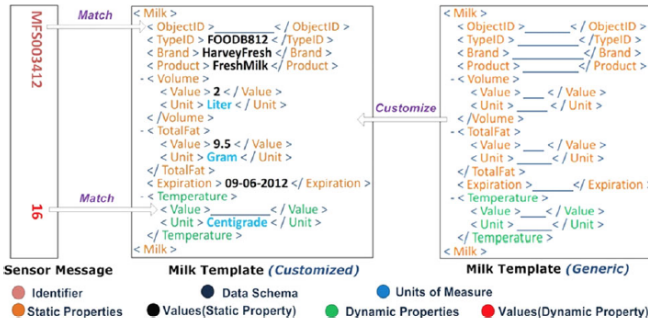 MFS003412
16
Sensor Message
Match
Match
< Milk >
< ObjectID > ________ </ ObjectID >
< TypeID > FOODB812 </ TypeID >
< Brand > HarveyFresh </ Brand >
< Product > FreshMilk </ Product >
- < Volume >
< Value > 2 </ Value >
< Unit > Liter </ Unit >
</Volume >
- < TotalFat >
< Value > 9.5 </ Value >
< Unit > Gram </ Unit >
</ TotalFat >
< Expiration > 09-06-2012 </ Expiration >
- < Temperature >
< Value > ________ </ Value >
< Unit > Centigrade </ Unit >
</ Temperature >
< Milk >
Milk Template (Customized)
Customize
< Milk >
< ObjectID > ________ </ ObjectID >
< TypeID > ________ </ TypeID >
< Brand > ________ </ Brand >
< Product > ________ </ Product >
- < Volume >
< Value > ___ </ Value >
< Unit > ____ </ Unit >
</Volume >
- < TotalFat >
< Value > ___ </ Value >
< Unit > ____ </ Unit >
</ TotalFat >
< Expiration > ______ </ Expiration >
- < Temperature >
< Value > ___ </ Value >
< Unit > _____ </ Unit >
</ Temperature >
< Milk >
Milk Template (Generic)
Identifier
Data Schema
Units of Measure
Static Properties
Values(Static Property)
Dynamic Properties
Values(Dynamic Property)